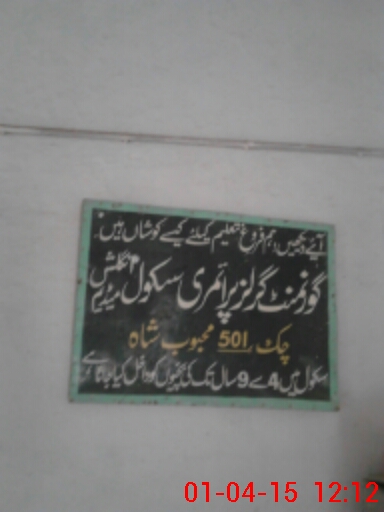 آیئے دیکھیں، ہم فروغ تعلیم کیلئے کیسے کوشاں ہیں۔
گورنمنٹ گرلز پرائمری سکول انگلش میڈیم
چک 501 محبوب شاہ
سکول میں 4 سے 9 سال تک کی بچیوں کو داخل کیا جاتا ہے
01-04-15 12:12